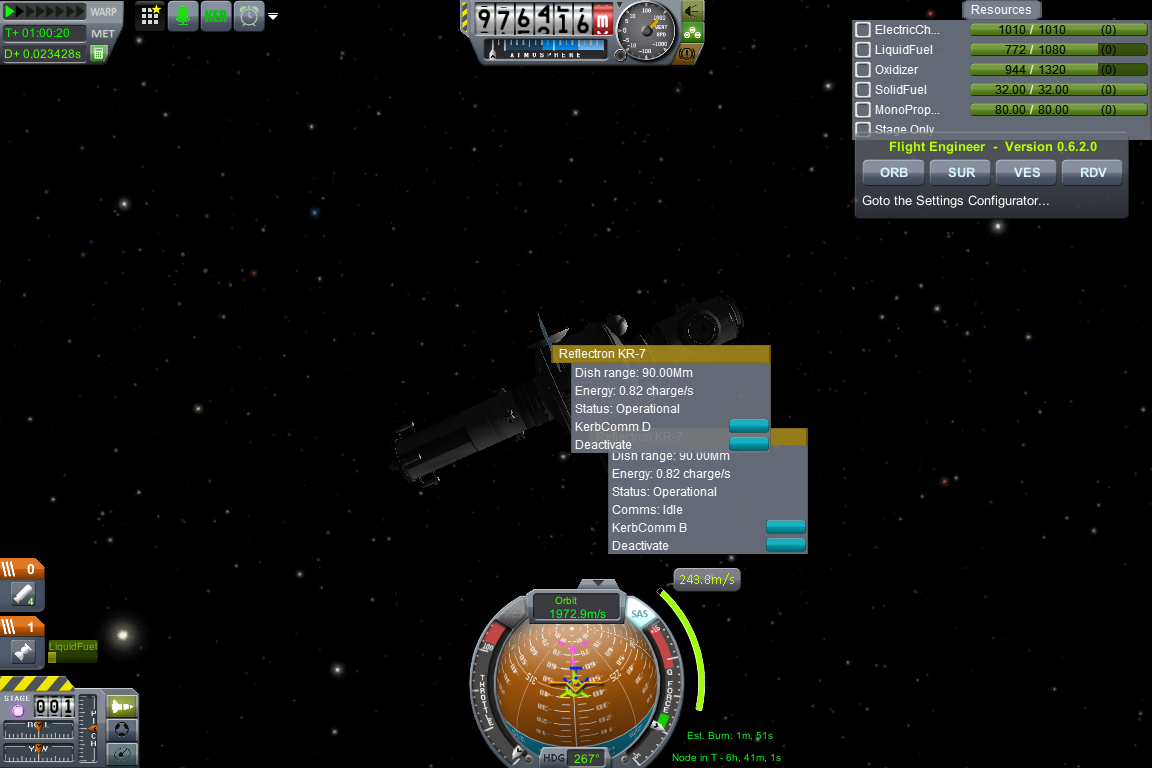 WARP
T+ 01:00:20
MET
D+ 0.023428s
KER
976416m
ATMOSPHERE
Resources
ElectricCh... 1010 / 1010 (0)
LiquidFuel 772 / 1080 (0)
Oxidizer 944 / 1320 (0)
SolidFuel 32.00 / 32.00 (0)
MonoProp... 80.00 / 80.00 (0)
Stage Only
Flight Engineer - Version 0.6.2.0
ORB SUR VES RDV
Goto the Settings Configurator...
Reflectron KR-7
Dish range: 90.00Mm
Energy: 0.82 charge/s
Status: Operational
KerbComm D
Deactivate
Reflectron KR-7
Dish range: 90.00Mm
Energy: 0.82 charge/s
Status: Operational
Comms: Idle
KerbComm B
Deactivate
0
4
1
LiquidFuel
STAGE
001
PITCH
243.8m/s
Orbit
1972.9m/s
SAS
THROTTLE
G FORCE
HDG 267°
Est. Burn: 1m, 51s
Node in T - 6h, 41m, 1s